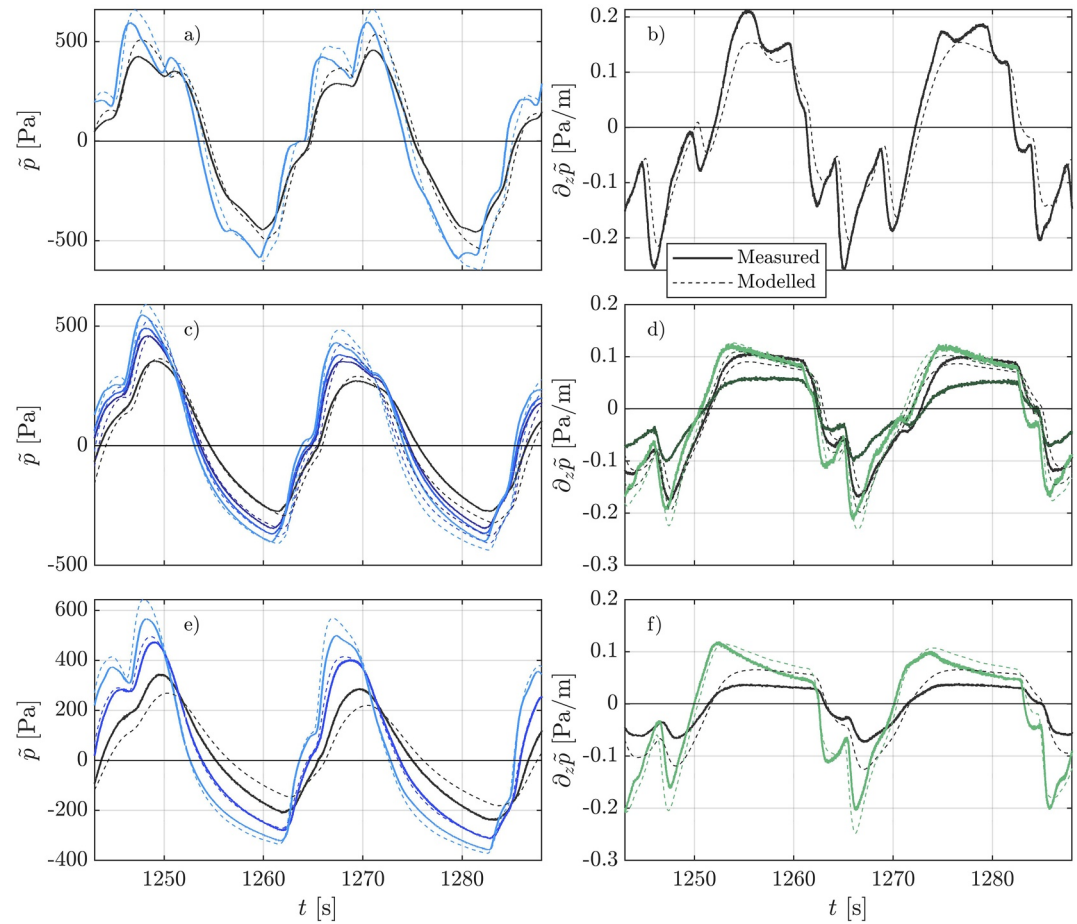 a)
500
0
-500
p̃ [Pa]
b)
0.2
0.1
0
-0.1
-0.2
∂zp̃ [Pa/m]
Measured
Modelled
c)
500
0
-500
p̃ [Pa]
d)
0.2
0.1
0
-0.1
-0.2
-0.3
∂zp̃ [Pa/m]
e)
600
400
200
0
-200
-400
p̃ [Pa]
1250 1260 1270 1280
t [s]
f)
0.2
0.1
0
-0.1
-0.2
-0.3
∂zp̃ [Pa/m]
1250 1260 1270 1280
t [s]